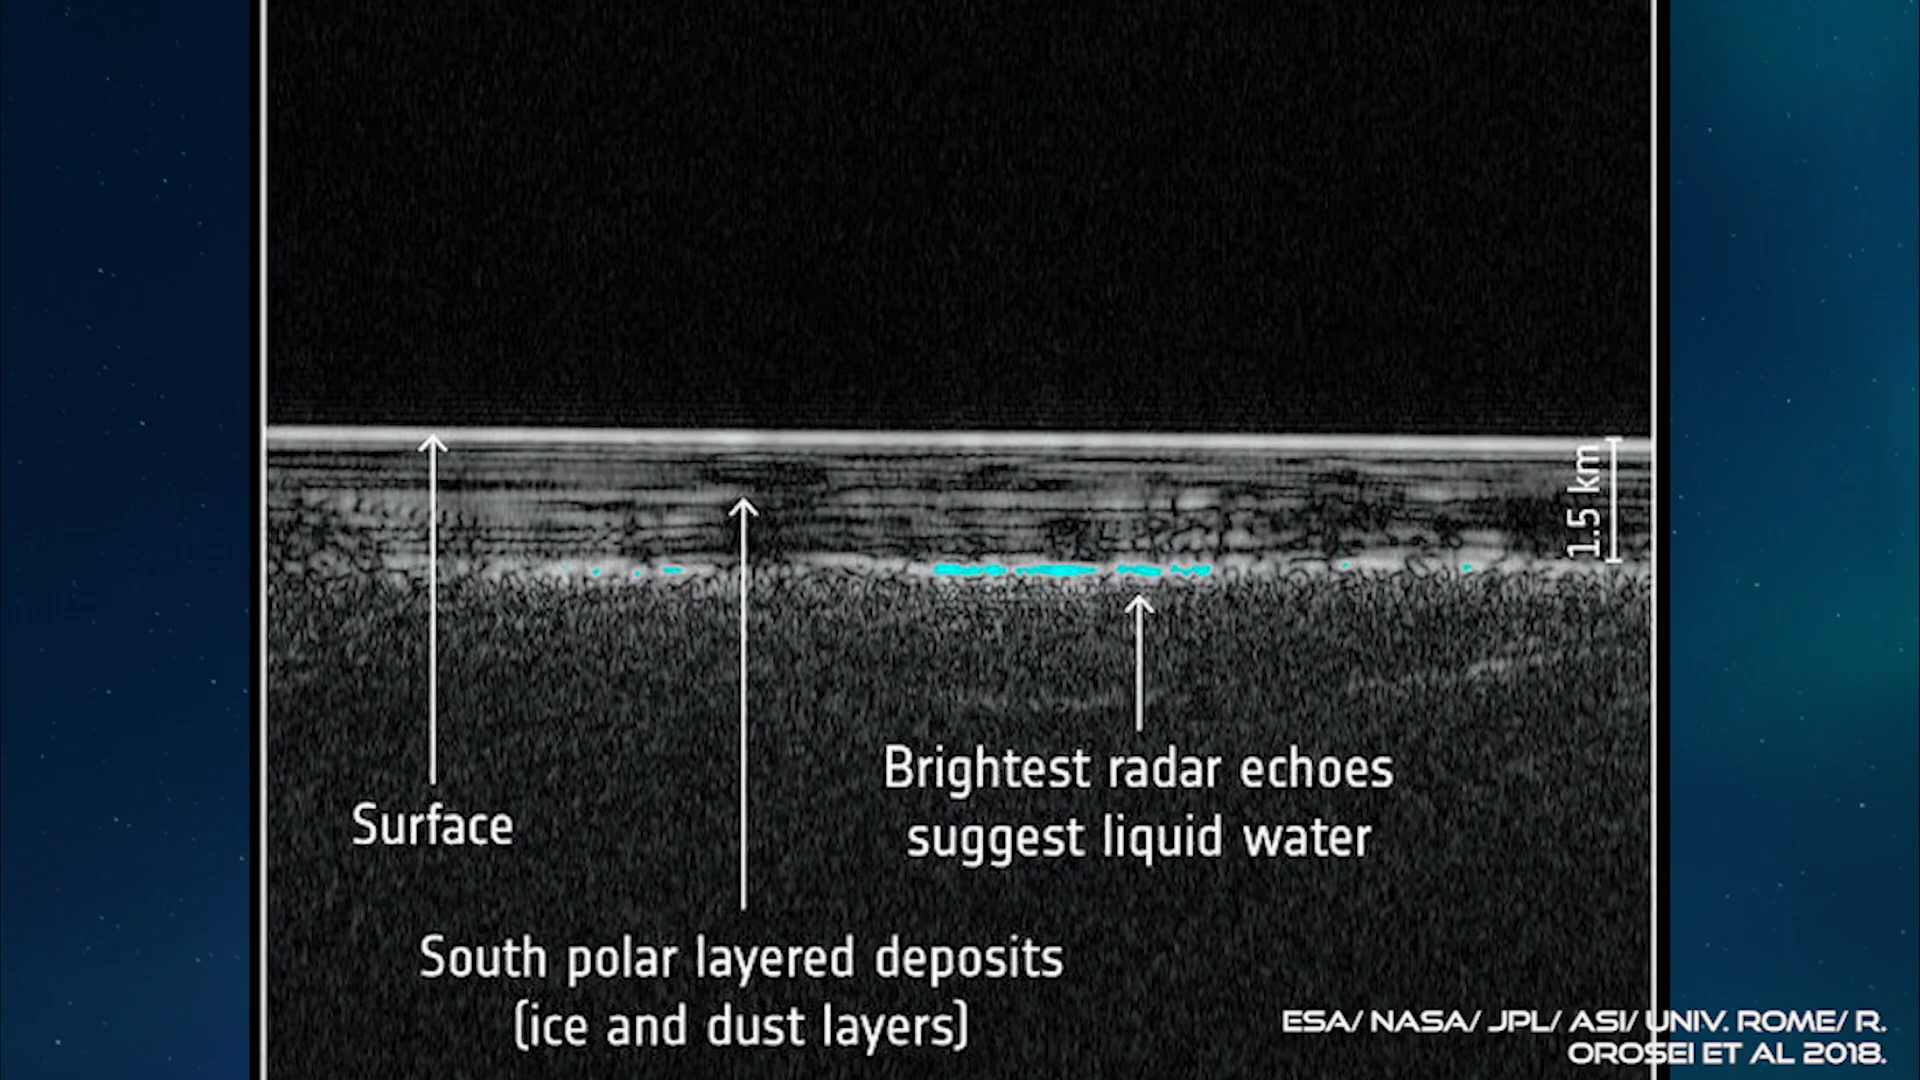 1.5 km
Surface
Brightest radar echoes
suggest liquid water
South polar layered deposits
(ice and dust layers)
ESA/ NASA/ JPL/ ASI/ UNIV. ROME/ R.
OROSEI ET AL 2018.